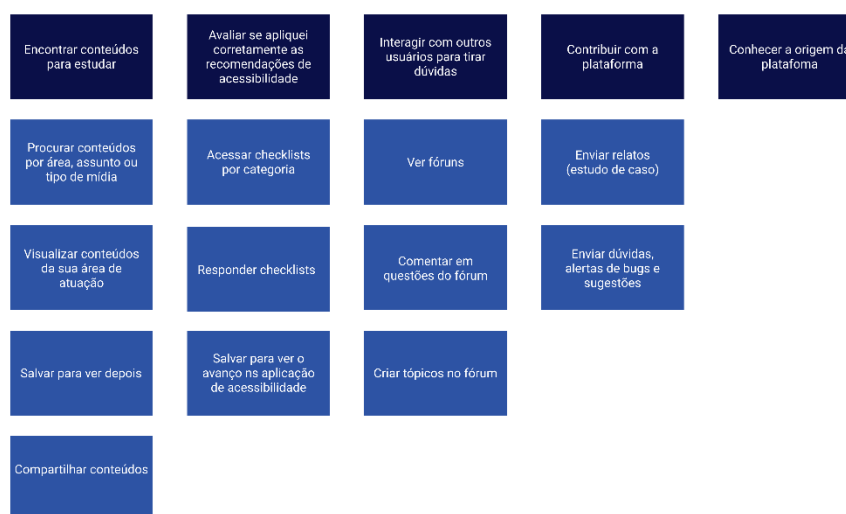 Encontrar conteúdos
para estudar
Avaliar se apliquei
corretamente as
recomendações de
acessibilidade
Interagir com outros
usuários para tirar
dúvidas
Contribuir com a
plataforma
Conhecer a origem da
platafoma
Procurar conteúdos
por área, assunto ou
tipo de mídia
Acessar checklists
por categoria
Ver fóruns
Enviar relatos
(estudo de caso)
Visualizar conteúdos
da sua área de
atuação
Responder checklists
Comentar em
questões do fórum
Enviar dúvidas,
alertas de bugs e
sugestões
Salvar para ver depois
Salvar para ver o
avanço ns aplicação
de acessibilidade
Criar tópicos no fórum
Compartilhar conteúdos